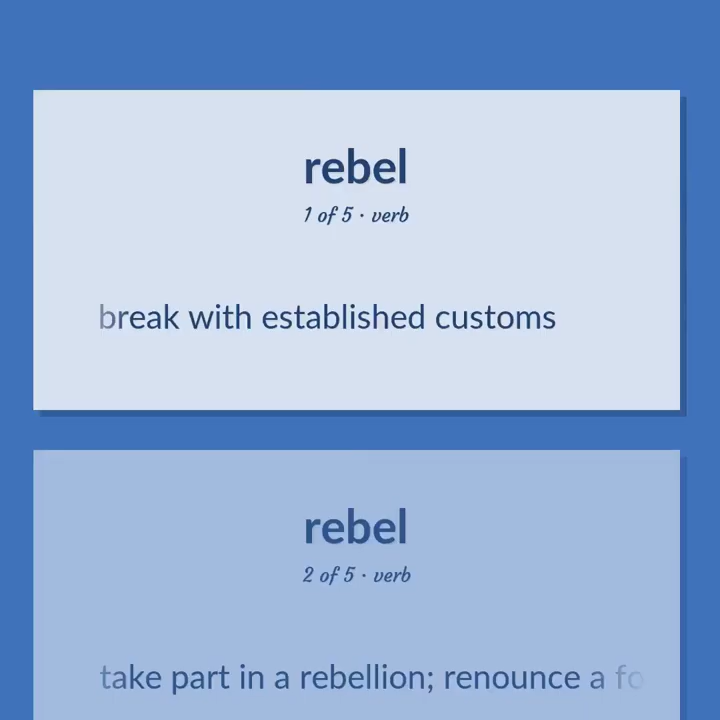 rebel
1 of 5 · verb
break with established customs
rebel
2 of 5 · verb
take part in a rebellion; renounce a